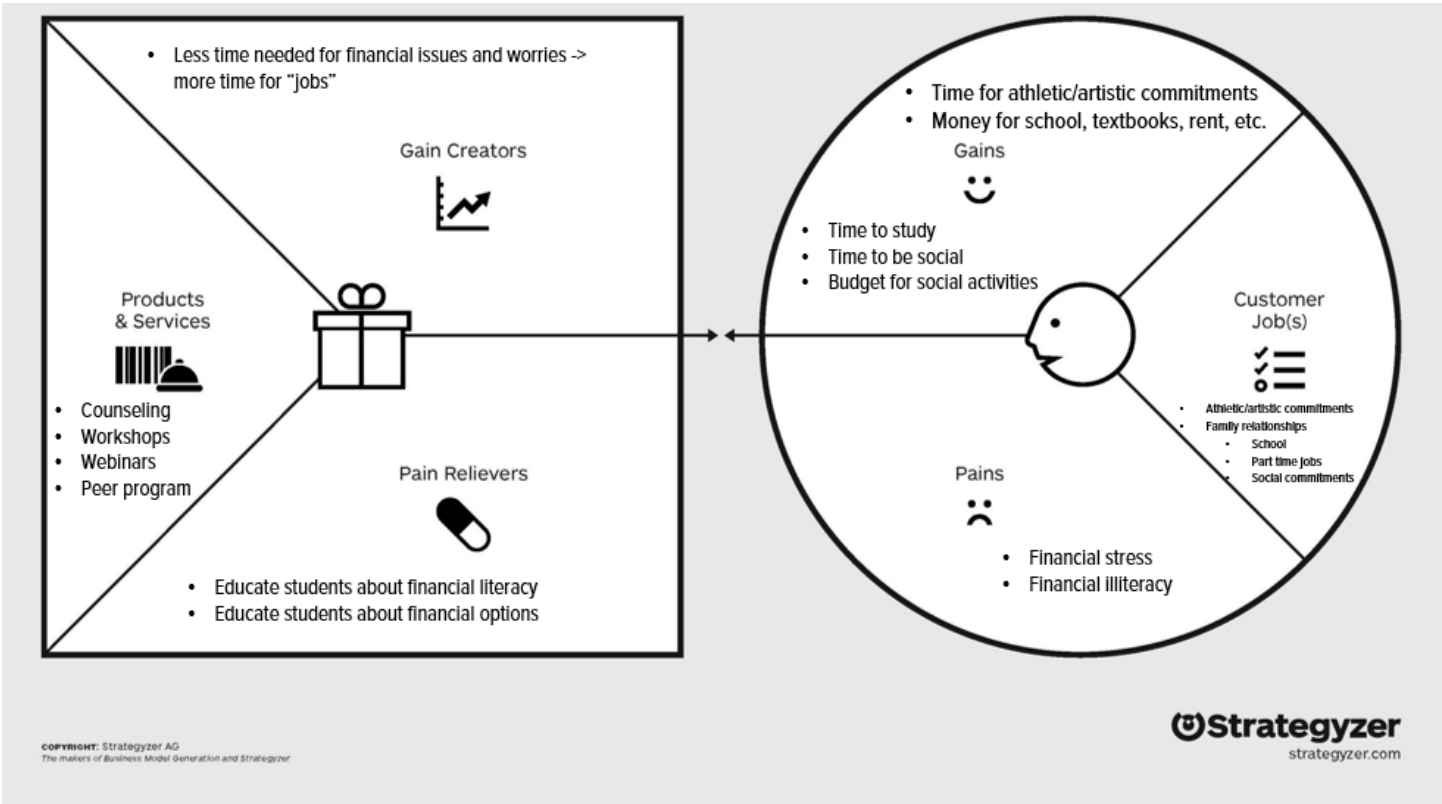 • Less time needed for financial issues and worries ->
more time for “jobs”
Gain Creators
Products
& Services
• Counseling
• Workshops
• Webinars
• Peer program
Pain Relievers
• Educate students about financial literacy
• Educate students about financial options
• Time for athletic/artistic commitments
• Money for school, textbooks, rent, etc.
Gains
• Time to study
• Time to be social
• Budget for social activities
Customer
Job(s)
• Athletic/artistic commitments
• Family relationships
• School
• Part time jobs
• Social commitments
Pains
• Financial stress
• Financial illiteracy
COPYRIGHT: Strategyzer AG
The makers of Business Model Generation and Strategyzer
Strategyzer
strategyzer.com